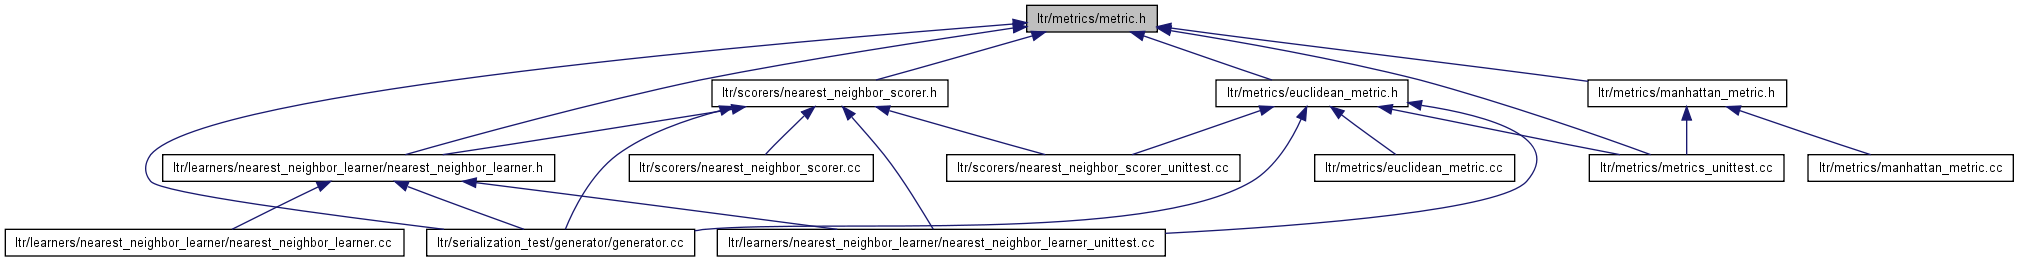 ltr/metrics/metric.h
ltr/scorers/nearest_neighbor_scorer.h
ltr/metrics/euclidean_metric.h
ltr/metrics/manhattan_metric.h
ltr/learners/nearest_neighbor_learner/nearest_neighbor_learner.h
ltr/scorers/nearest_neighbor_scorer.cc
ltr/scorers/nearest_neighbor_scorer_unittest.cc
ltr/metrics/euclidean_metric.cc
ltr/metrics/metrics_unittest.cc
ltr/metrics/manhattan_metric.cc
ltr/learners/nearest_neighbor_learner/nearest_neighbor_learner.cc
ltr/serialization_test/generator/generator.cc
ltr/learners/nearest_neighbor_learner/nearest_neighbor_learner_unittest.cc